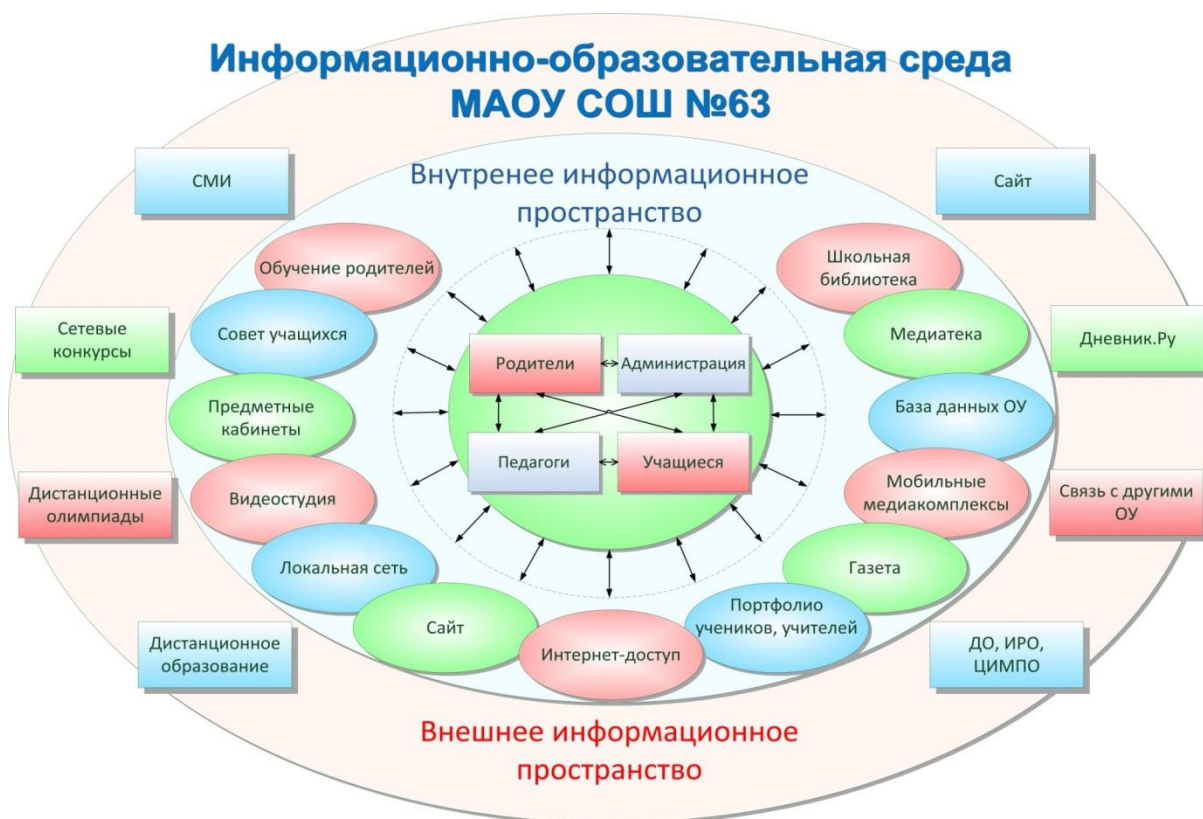 Информационно-образовательная среда
МАОУ СОШ №63
СМИ
Сайт
Внутренее информационное
пространство
Обучение родителей
Школьная
библиотека
Совет учащихся
Медиатека
Сетевые
конкурсы
Дневник.Ру
Родители
Администрация
Предметные
кабинеты
База данных ОУ
Педагоги
Учащиеся
Дистанционные
олимпиады
Видеостудия
Мобильные
медиакомплексы
Связь с другими
ОУ
Локальная сеть
Газета
Сайт
Портфолио
учеников, учителей
Интернет-доступ
Дистанционное
образование
ДО, ИРО,
ЦИМПО
Внешнее информационное
пространство